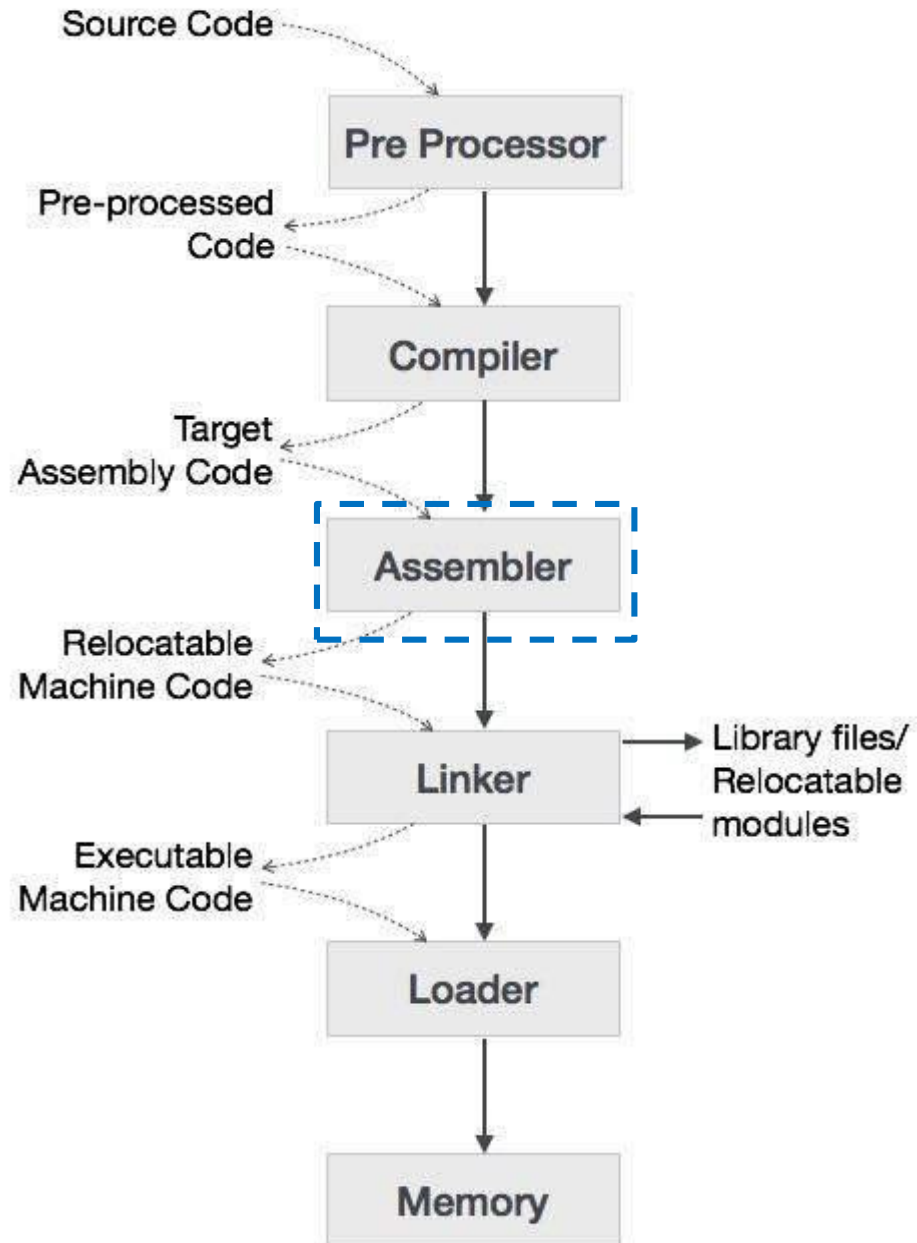 Source Code
Pre Processor
Pre-processed
Code
Compiler
Target
Assembly Code
Assembler
Relocatable
Machine Code
Linker
Library files/
Relocatable
modules
Executable
Machine Code
Loader
Memory